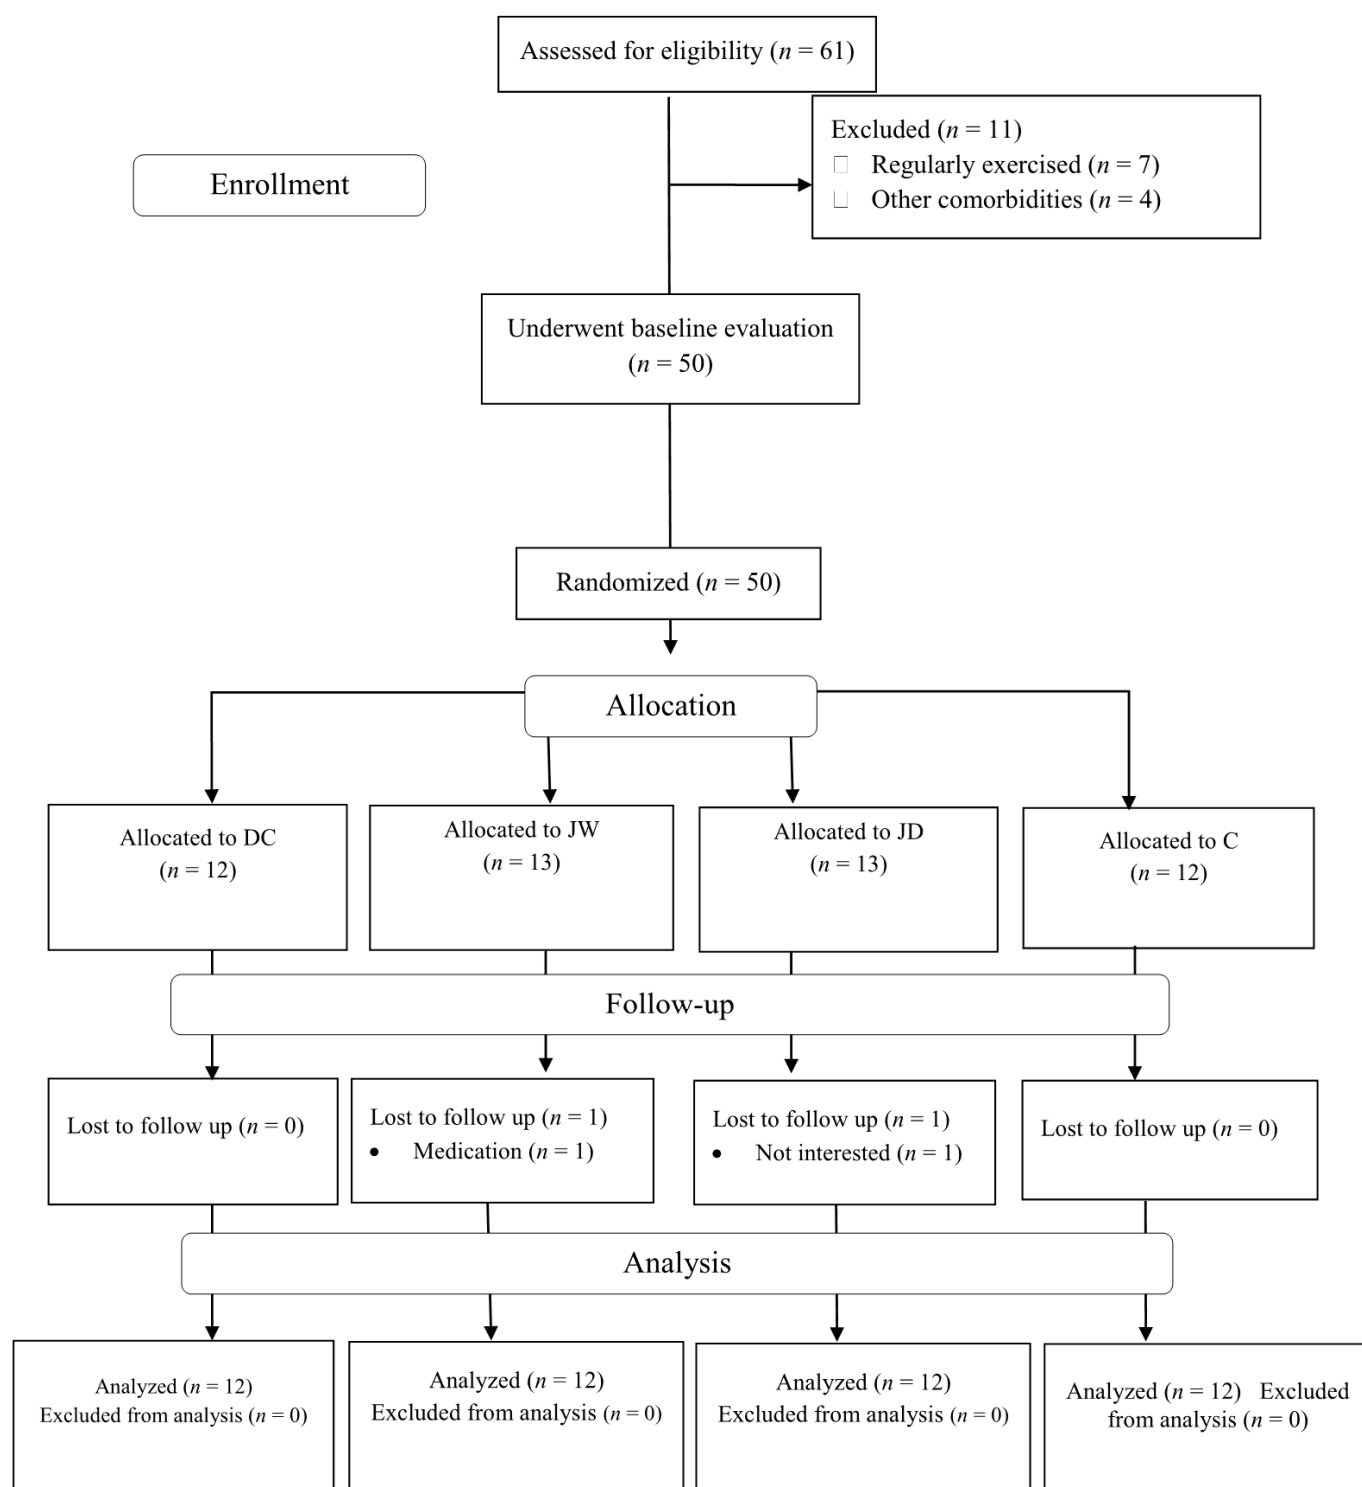 Assessed for eligibility (n = 61)
Excluded (n = 11)
Regularly exercised (n = 7)
Other comorbidities (n = 4)
Enrollment
Underwent baseline evaluation
(n = 50)
Randomized (n = 50)
Allocation
Allocated to DC
(n = 12)
Allocated to JW
(n = 13)
Allocated to JD
(n = 13)
Allocated to C
(n = 12)
Follow-up
Lost to follow up (n = 0)
Lost to follow up (n = 1)
• Medication (n = 1)
Lost to follow up (n = 1)
• Not interested (n = 1)
Lost to follow up (n = 0)
Analysis
Analyzed (n = 12)
Excluded from analysis (n = 0)
Analyzed (n = 12)
Excluded from analysis (n = 0)
Analyzed (n = 12)
Excluded from analysis (n = 0)
Analyzed (n = 12) Excluded
from analysis (n = 0)